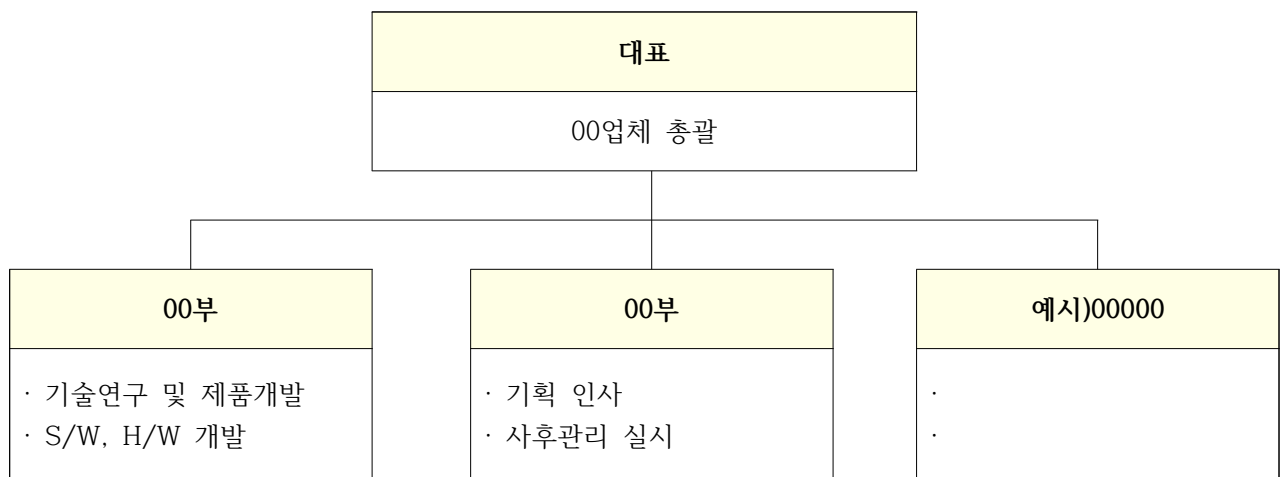 대표
00업체 총괄
00부
· 기술연구 및 제품개발
· S/W, H/W 개발
00부
· 기획 인사
· 사후관리 실시
예시)00000
·
·